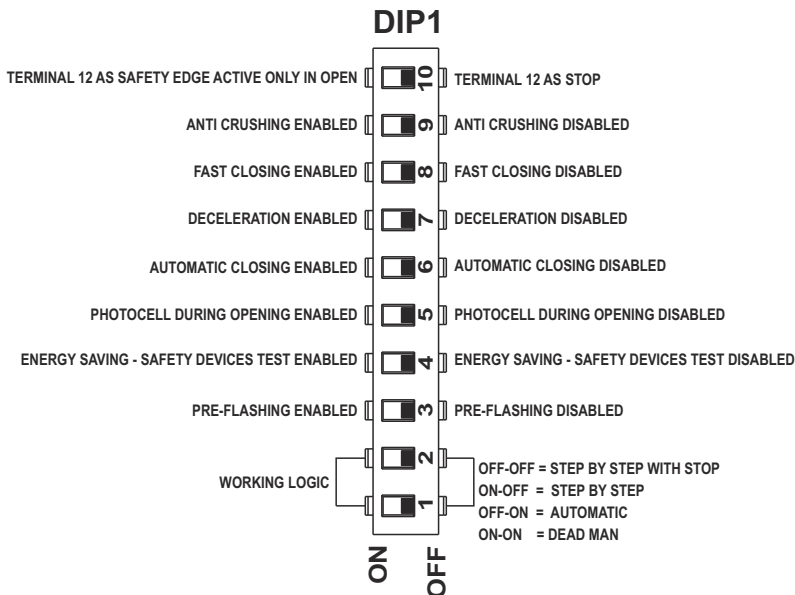 DIP1
TERMINAL 12 AS SAFETY EDGE ACTIVE ONLY IN OPEN 10 TERMINAL 12 AS STOP
ANTI CRUSHING ENABLED 9 ANTI CRUSHING DISABLED
FAST CLOSING ENABLED 8 FAST CLOSING DISABLED
DECELERATION ENABLED 7 DECELERATION DISABLED
AUTOMATIC CLOSING ENABLED 6 AUTOMATIC CLOSING DISABLED
PHOTOCELL DURING OPENING ENABLED 5 PHOTOCELL DURING OPENING DISABLED
ENERGY SAVING - SAFETY DEVICES TEST ENABLED 4 ENERGY SAVING - SAFETY DEVICES TEST DISABLED
PRE-FLASHING ENABLED 3 PRE-FLASHING DISABLED
WORKING LOGIC
2
1
OFF-OFF = STEP BY STEP WITH STOP
ON-OFF = STEP BY STEP
OFF-ON = AUTOMATIC
ON-ON = DEAD MAN
ON
OFF